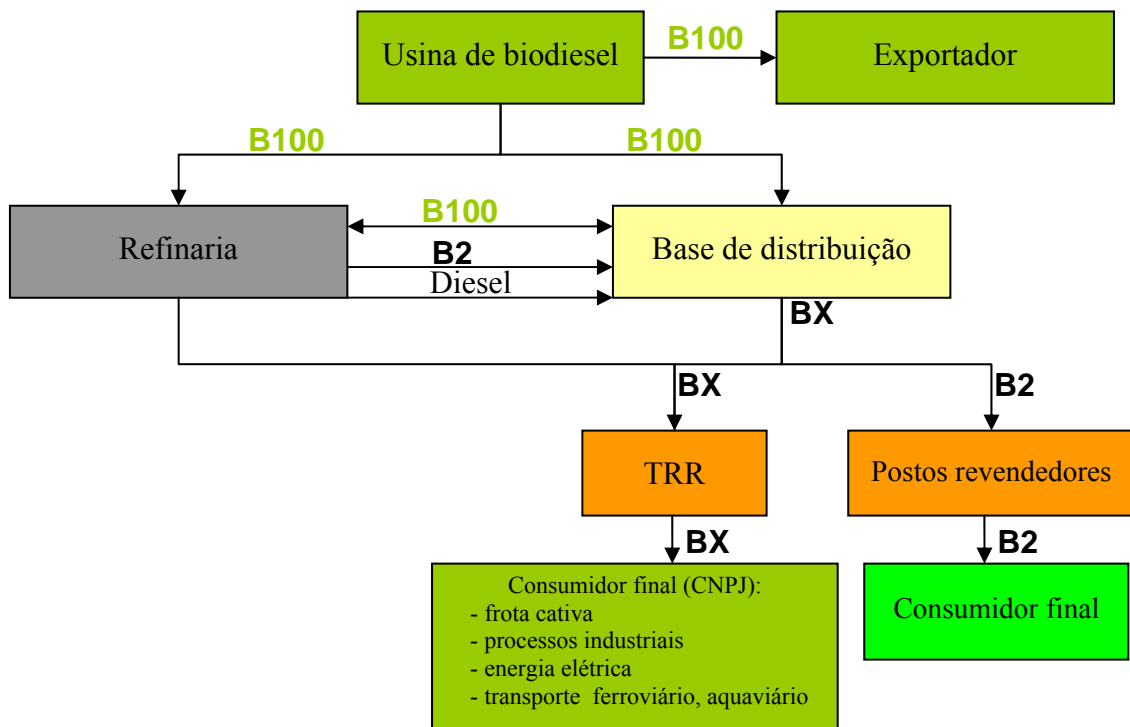 Usina de biodiesel
B100
Exportador
B100
B100
Refinaria
B100
B2
Diesel
Base de distribuição
BX
BX
B2
TRR
Postos revendedores
BX
B2
Consumidor final (CNPJ):
- frota cativa
- processos industriais
- energia elétrica
- transporte ferroviário, aquaviário
Consumidor final